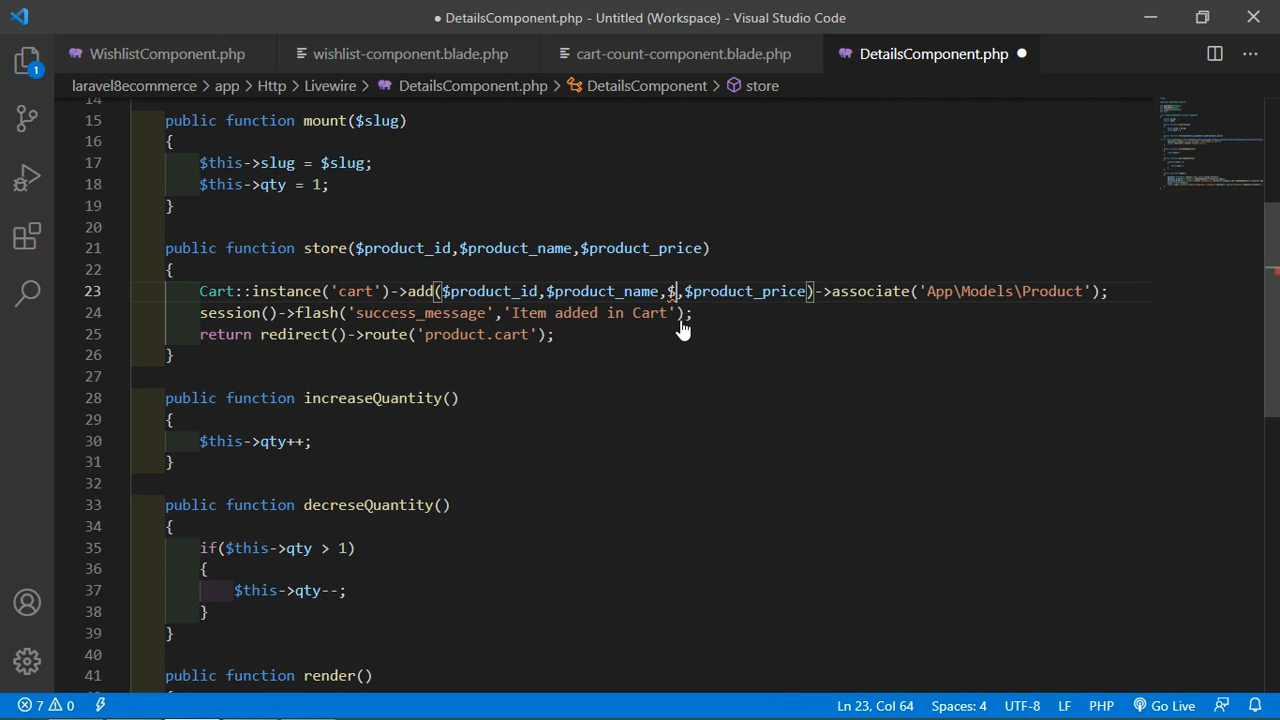 ● DetailsComponent.php - Untitled (Workspace) - Visual Studio Code
WishlistComponent.php
wishlist-component.blade.php
cart-count-component.blade.php
DetailsComponent.php
laravel8ecommerce > app > Http > Livewire > DetailsComponent.php > DetailsComponent > store
14
15 public function mount($slug)
16 {
17 $this->slug = $slug;
18 $this->qty = 1;
19 }
20
21 public function store($product_id,$product_name,$product_price)
22 {
23 Cart::instance('cart')->add($product_id,$product_name,$,$product_price)->associate('App\Models\Product');
24 session()->flash('success_message','Item added in Cart');
25 return redirect()->route('product.cart');
26 }
27
28 public function increaseQuantity()
29 {
30 $this->qty++;
31 }
32
33 public function decreseQuantity()
34 {
35 if($this->qty > 1)
36 {
37 $this->qty--;
38 }
39 }
40
41 public function render()
1
7 0
Ln 23, Col 64
Spaces: 4
UTF-8
LF
PHP
Go Live